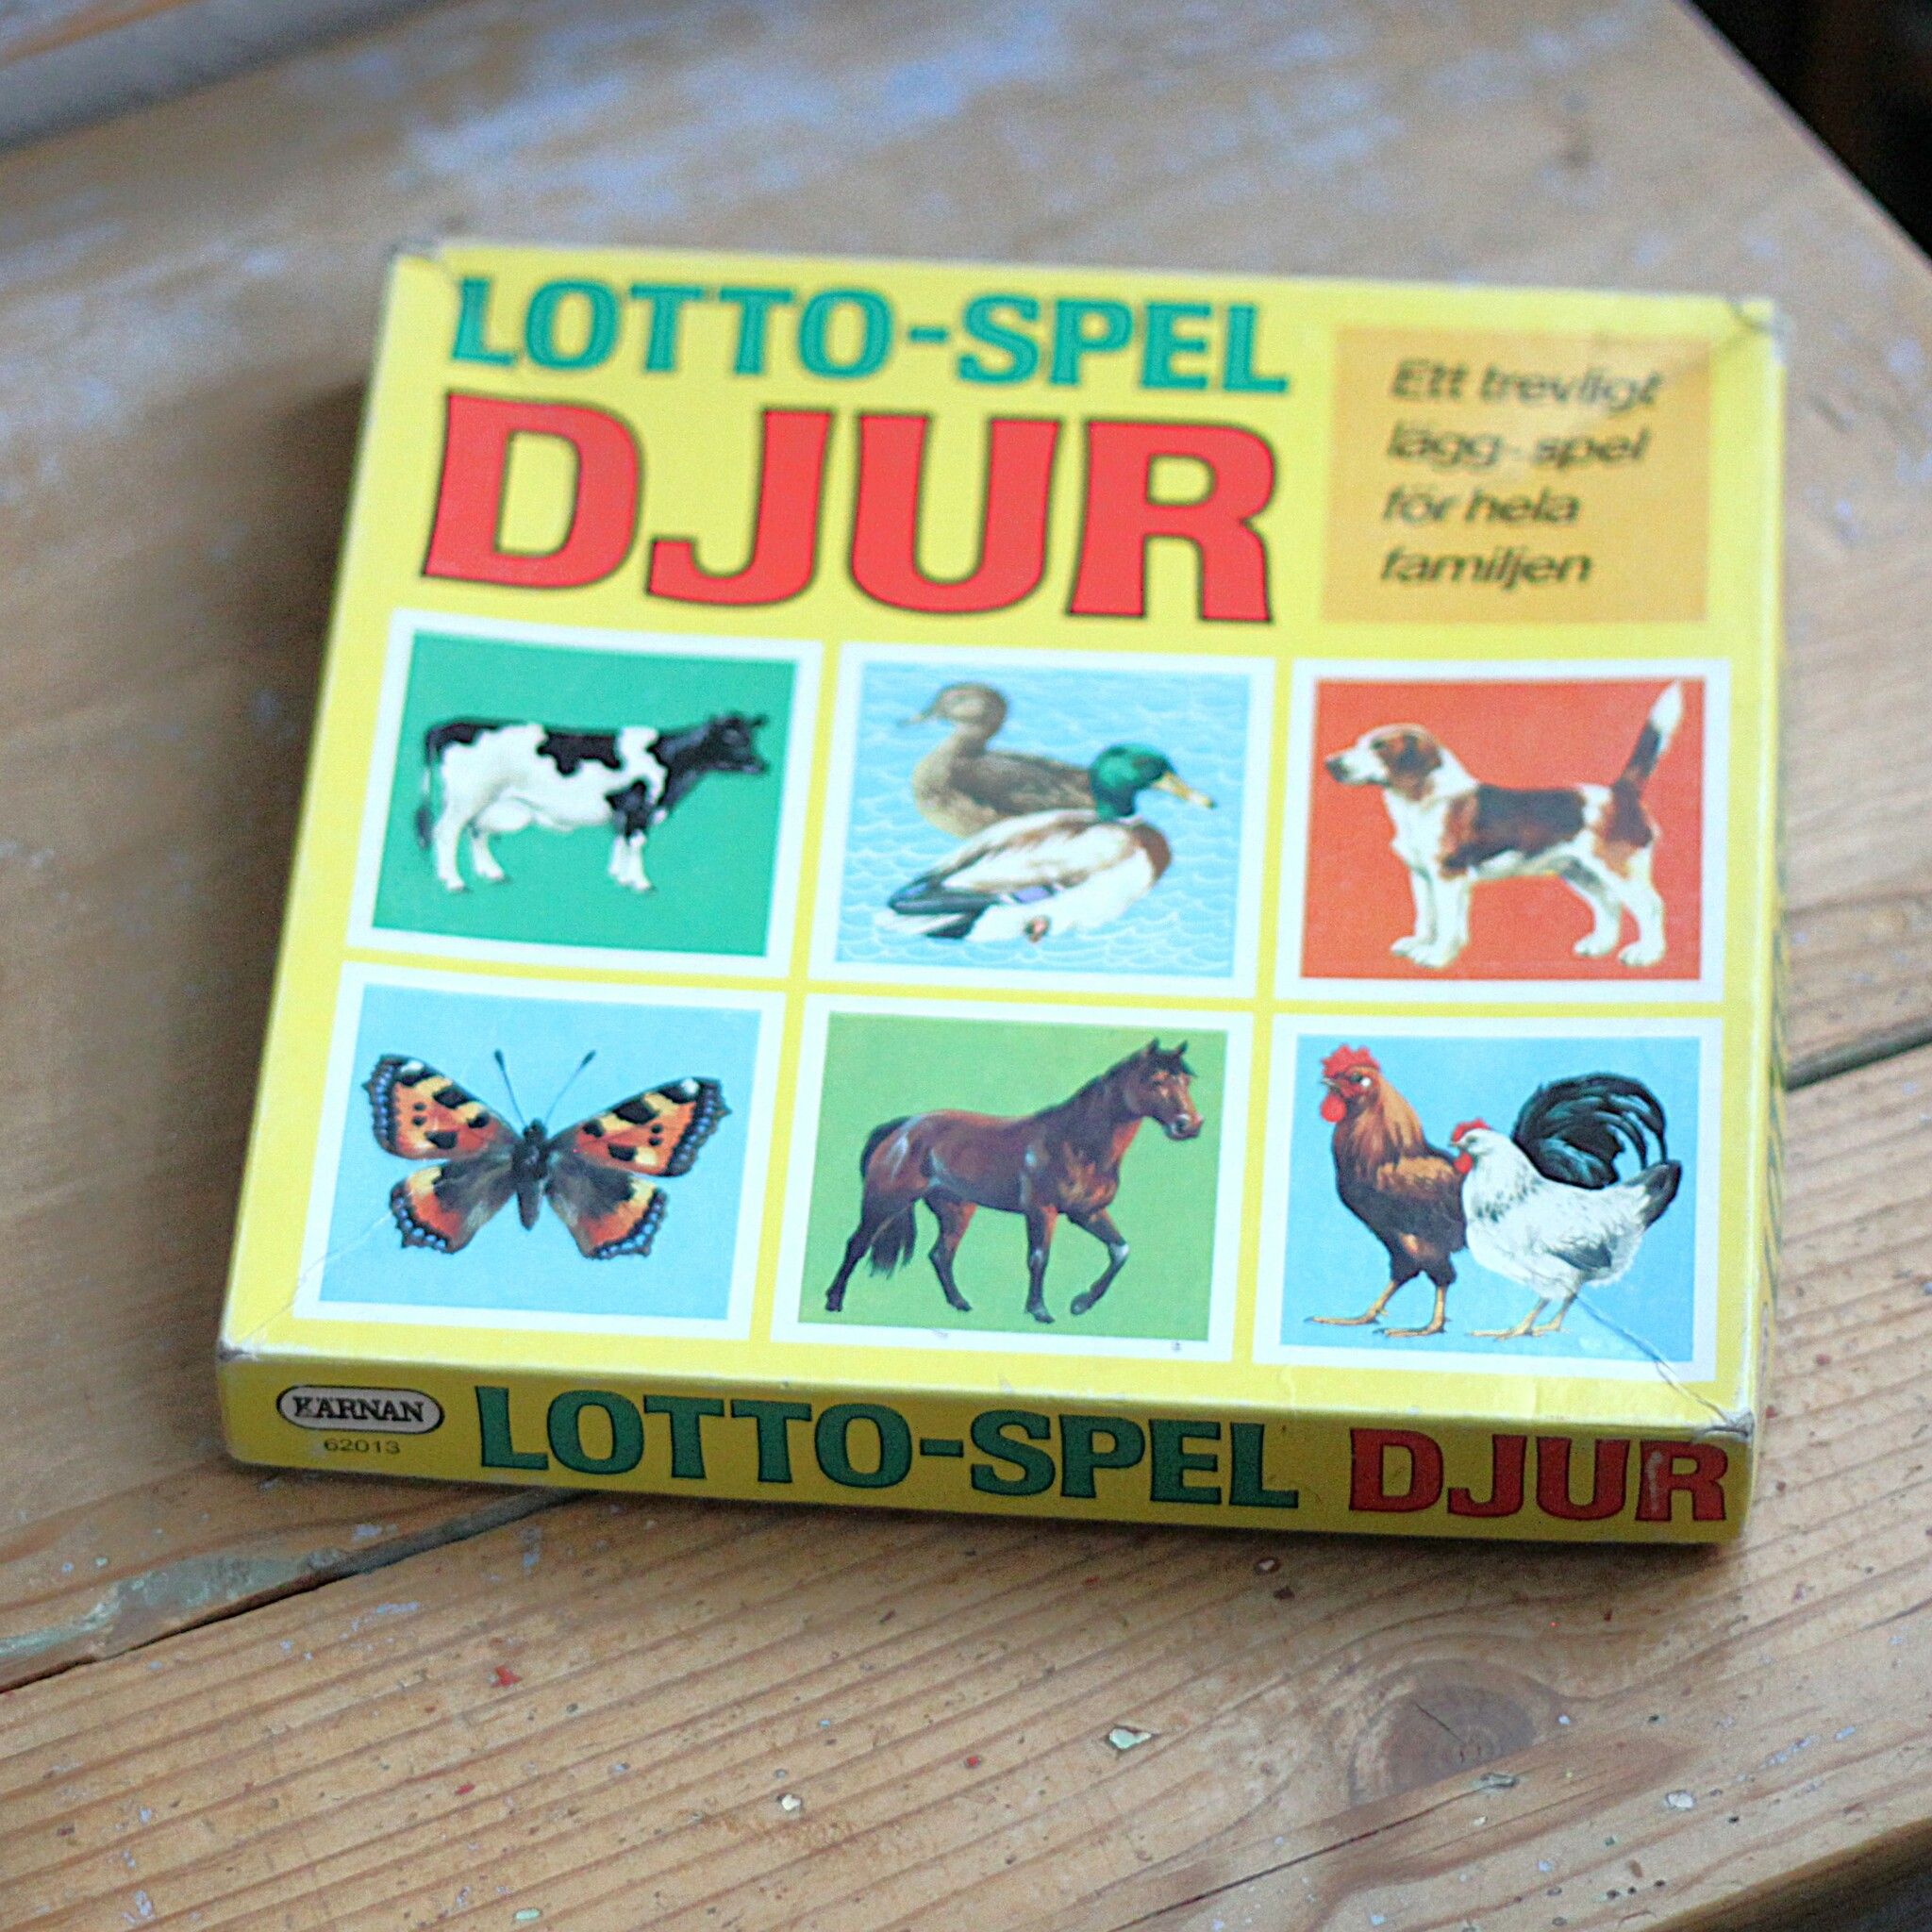 LOTTO-SPEL
DJUR
Ett trevligt
lägg-spel
för hela
familjen
KÄRNAN
62013
LOTTO-SPEL DJUR